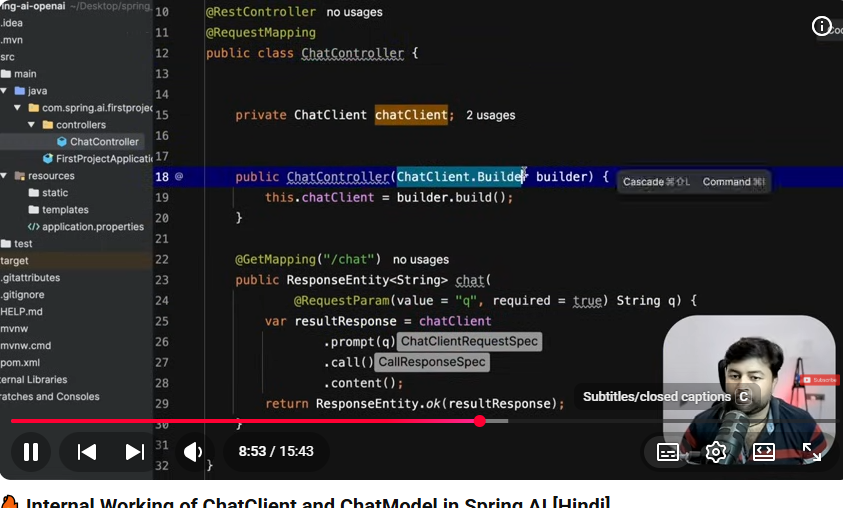 ing-ai-openai ~/Desktop/spring_
.idea
.mvn
src
main
java
com.spring.ai.firstprojec
controllers
ChatController
FirstProjectApplicatio
resources
static
templates
application.properties
test
target
.gitattributes
.gitignore
HELP.md
mvnw
mvnw.cmd
pom.xml
ternal Libraries
ratches and Consoles
10 @RestController no usages
11 @RequestMapping
12 public class ChatController {
13
14
15 private ChatClient chatClient; 2 usages
16
17
18 @ public ChatController(ChatClient.Builder builder) {
Cascade⌘⇧L Command⌘I
19 this.chatClient = builder.build();
20 }
21
22 @GetMapping("/chat") no usages
23 public ResponseEntity<String> chat(
24 @RequestParam(value = "q", required = true) String q) {
25 var resultResponse = chatClient
26 .prompt(q) ChatClientRequestSpec
27 .call() CallResponseSpec
28 .content();
29 return ResponseEntity.ok(resultResponse);
30 }
31
32 }
Subtitles/closed captions C
Subscribe
8:53 / 15:43
🔥 Internal Working of ChatClient and ChatModel in Spring AI [Hindi]